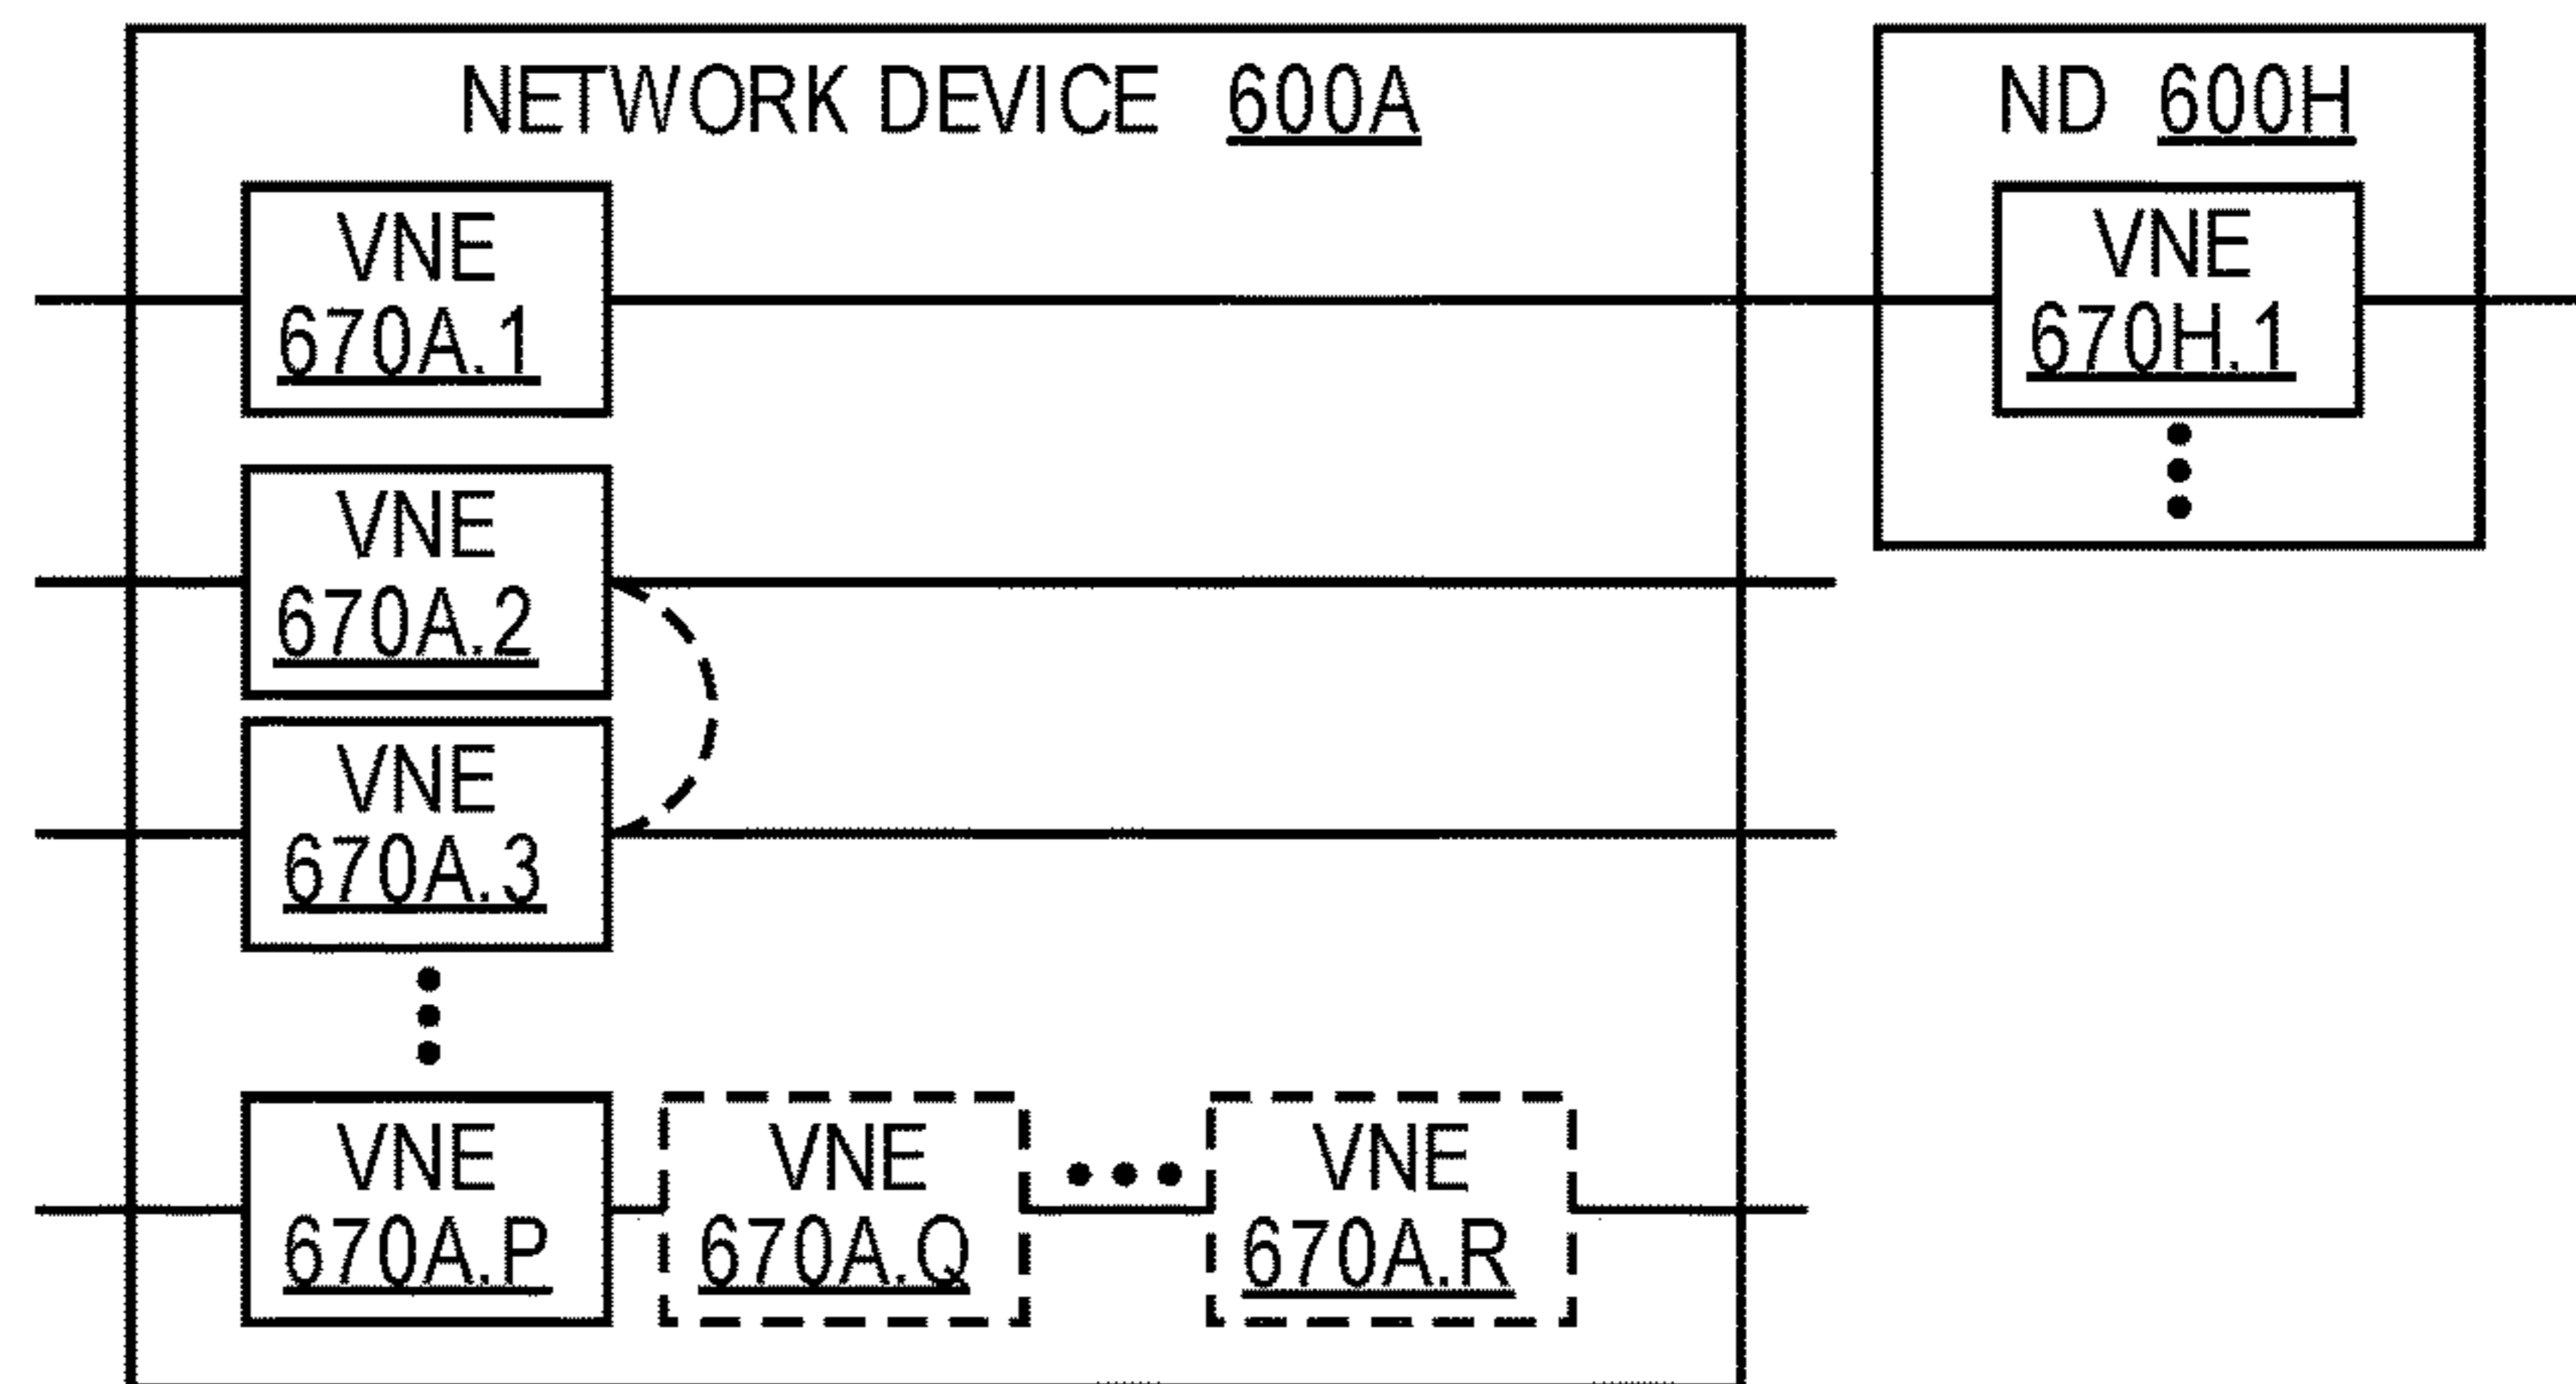 NETWORK DEVICE 600A
ND 600H
VNE
670A.1
VNE
670H.1
VNE
670A.2
VNE
670A.3
VNE
670A.P
VNE
670A.Q
VNE
670A.R